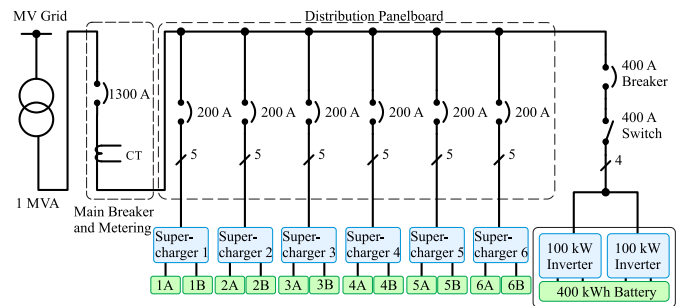 MV Grid
Distribution Panelboard
1300 A
200 A
200 A
200 A
200 A
200 A
200 A
400 A
Breaker
400 A
Switch
CT
5
5
5
5
5
5
4
1 MVA
Main Breaker
and Metering
Super-
charger 1
Super-
charger 2
Super-
charger 3
Super-
charger 4
Super-
charger 5
Super-
charger 6
100 kW
Inverter
100 kW
Inverter
1A
1B
2A
2B
3A
3B
4A
4B
5A
5B
6A
6B
400 kWh Battery